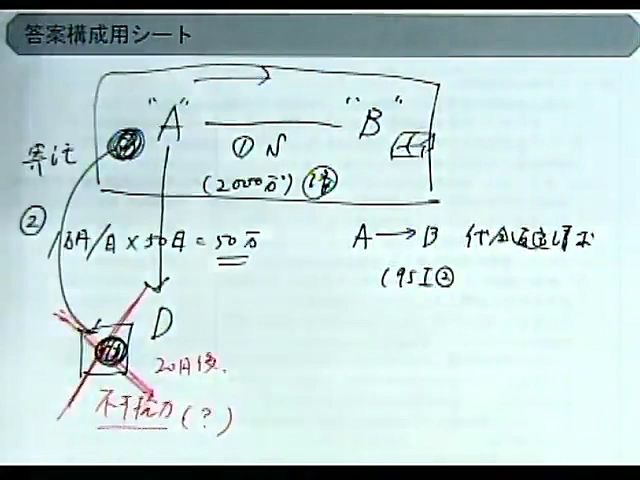 答案構成用シート
"A" "B"
① N
(2000万)
寄託
②
1万円/日×50日=50万
A→B 代金返還請求
(95I②
D
20日後.
不可抗力(?)